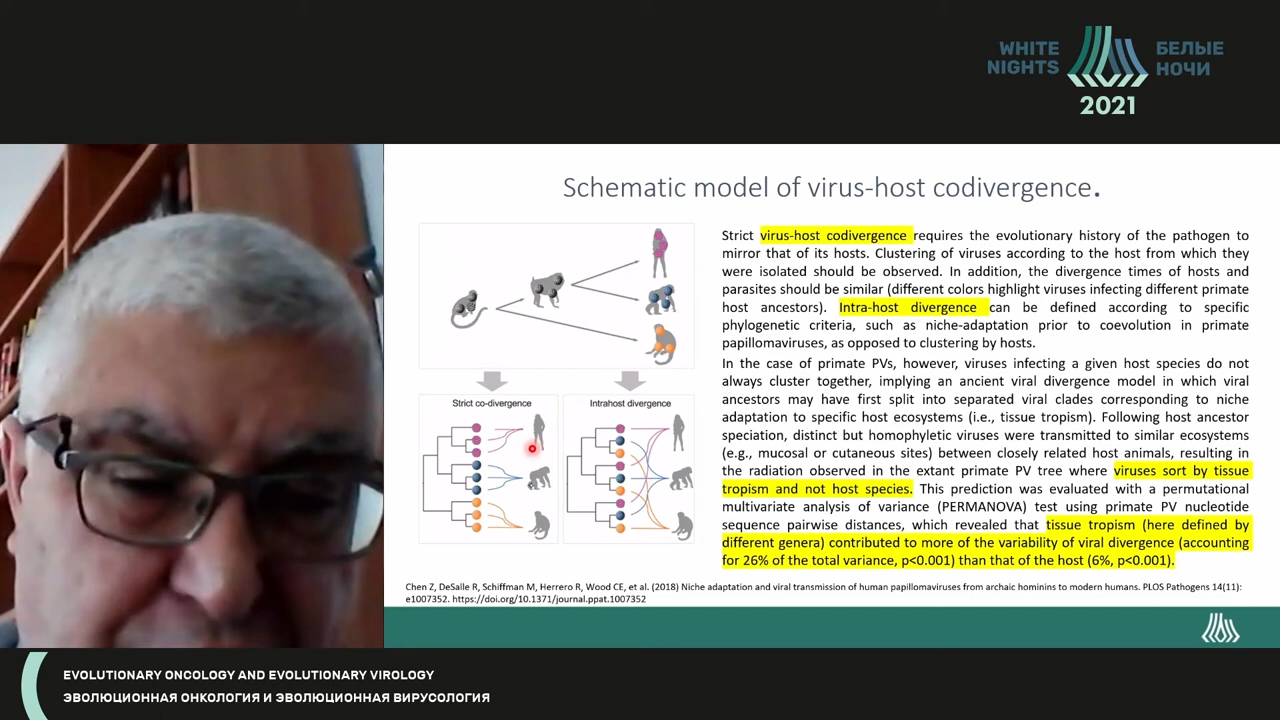 WHITE NIGHTS
БЕЛЫЕ НОЧИ
2021
Schematic model of virus-host codivergence.
Strict co-divergence
Intrahost divergence
Strict virus-host codivergence requires the evolutionary history of the pathogen to
mirror that of its hosts. Clustering of viruses according to the host from which they
were isolated should be observed. In addition, the divergence times of hosts and
parasites should be similar (different colors highlight viruses infecting different primate
host ancestors). Intra-host divergence can be defined according to specific
phylogenetic criteria, such as niche-adaptation prior to coevolution in primate
papillomaviruses, as opposed to clustering by hosts.
In the case of primate PVs, however, viruses infecting a given host species do not
always cluster together, implying an ancient viral divergence model in which viral
ancestors may have first split into separated viral clades corresponding to niche
adaptation to specific host ecosystems (i.e., tissue tropism). Following host ancestor
speciation, distinct but homophyletic viruses were transmitted to similar ecosystems
(e.g., mucosal or cutaneous sites) between closely related host animals, resulting in
the radiation observed in the extant primate PV tree where viruses sort by tissue
tropism and not host species. This prediction was evaluated with a permutational
multivariate analysis of variance (PERMANOVA) test using primate PV nucleotide
sequence pairwise distances, which revealed that tissue tropism (here defined by
different genera) contributed to more of the variability of viral divergence (accounting
for 26% of the total variance, p<0.001) than that of the host (6%, p<0.001).
Chen Z, DeSalle R, Schiffman M, Herrero R, Wood CE, et al. (2018) Niche adaptation and viral transmission of human papillomaviruses from archaic hominins to modern humans. PLOS Pathogens 14(11):
e1007352. https://doi.org/10.1371/journal.ppat.1007352
EVOLUTIONARY ONCOLOGY AND EVOLUTIONARY VIROLOGY
ЭВОЛЮЦИОННАЯ ОНКОЛОГИЯ И ЭВОЛЮЦИОННАЯ ВИРУСОЛОГИЯ